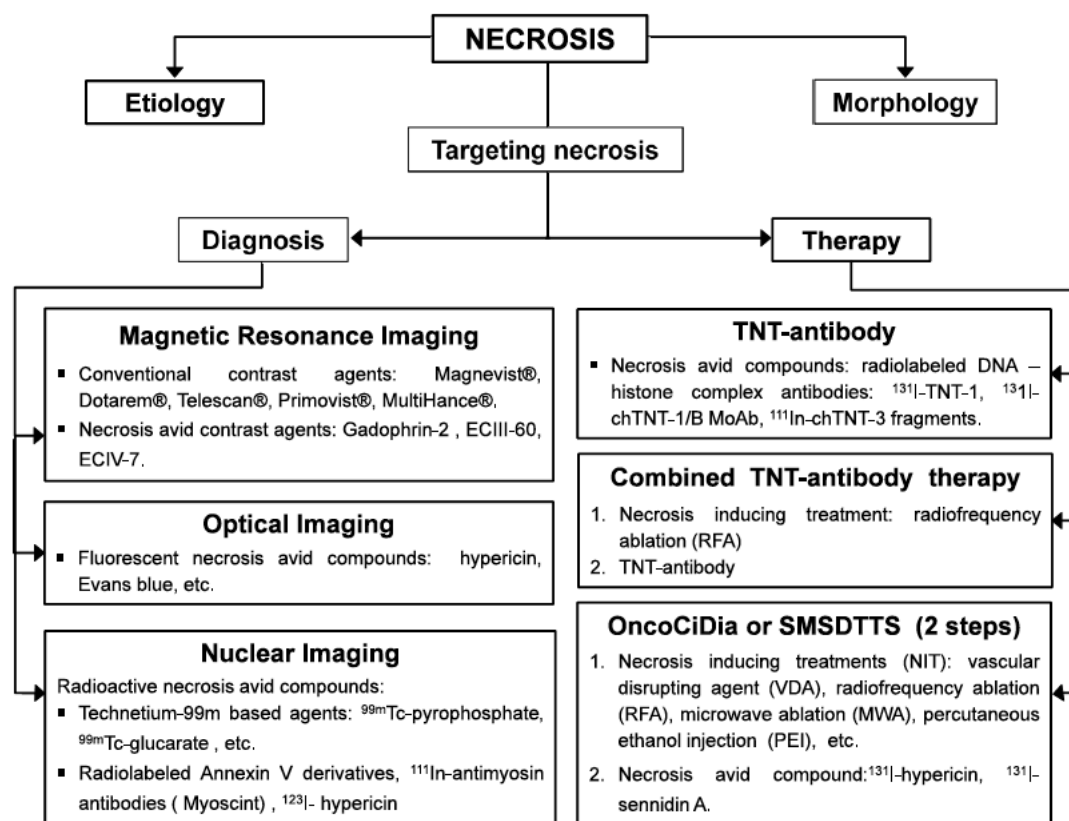 NECROSIS
Etiology
Morphology
Targeting necrosis
Diagnosis
Therapy
Magnetic Resonance Imaging
▪ Conventional contrast agents: Magnevist®,
Dotarem®, Telescan®, Primovist®, MultiHance®.
▪ Necrosis avid contrast agents: Gadophrin-2 , ECIII-60,
ECIV-7.
Optical Imaging
▪ Fluorescent necrosis avid compounds: hypericin,
Evans blue, etc.
Nuclear Imaging
Radioactive necrosis avid compounds:
▪ Technetium-99m based agents: ⁹⁹ᵐTc-pyrophosphate,
⁹⁹ᵐTc-glucarate , etc.
▪ Radiolabeled Annexin V derivatives, ¹¹¹In-antimyosin
antibodies ( Myoscint) , ¹²³I- hypericin
TNT-antibody
▪ Necrosis avid compounds: radiolabeled DNA –
histone complex antibodies: ¹³¹I-TNT-1, ¹³1I-
chTNT-1/B MoAb, ¹¹¹In-chTNT-3 fragments.
Combined TNT-antibody therapy
1. Necrosis inducing treatment: radiofrequency
ablation (RFA)
2. TNT-antibody
OncoCiDia or SMSDTTS (2 steps)
1. Necrosis inducing treatments (NIT): vascular
disrupting agent (VDA), radiofrequency ablation
(RFA), microwave ablation (MWA), percutaneous
ethanol injection (PEI), etc.
2. Necrosis avid compound:¹³¹I-hypericin, ¹³¹I-
sennidin A.